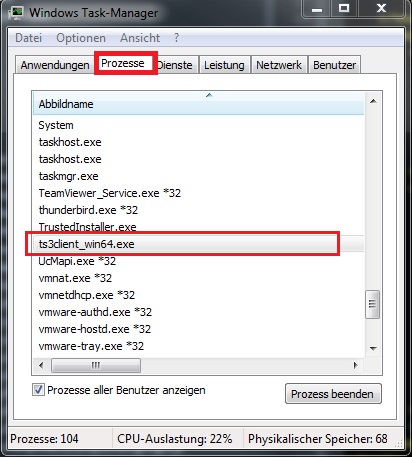 Windows Task-Manager
Datei Optionen Ansicht ?
Anwendungen Prozesse Dienste Leistung Netzwerk Benutzer
Abbildname
System
taskhost.exe
taskhost.exe
taskmgr.exe
TeamViewer_Service.exe *32
thunderbird.exe *32
TrustedInstaller.exe
ts3client_win64.exe
UcMapi.exe *32
vmnat.exe *32
vmnetdhcp.exe *32
vmware-authd.exe *32
vmware-hostd.exe *32
vmware-tray.exe *32
Prozesse aller Benutzer anzeigen
Prozess beenden
Prozesse: 104 CPU-Auslastung: 22% Physikalischer Speicher: 68